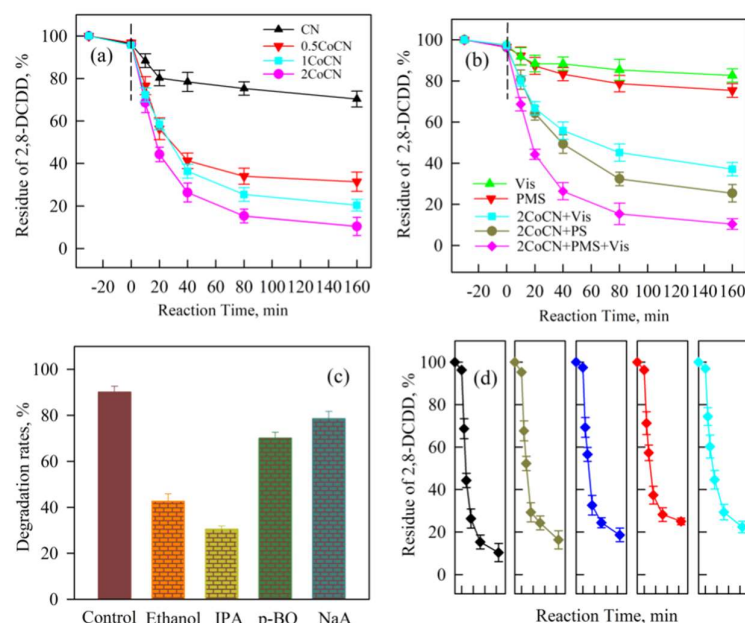 (a)
CN
0.5CoCN
1CoCN
2CoCN
Residue of 2,8-DCDD, %
100
80
60
40
20
0
-20 0 20 40 60 80 100 120 140 160
Reaction Time, min
(b)
Vis
PMS
2CoCN+Vis
2CoCN+PS
2CoCN+PMS+Vis
Residue of 2,8-DCDD, %
100
80
60
40
20
0
-20 0 20 40 60 80 100 120 140 160
Reaction Time, min
(c)
Degradation rates, %
100
80
60
40
20
0
Control Ethanol IPA p-BQ NaA
(d)
Residue of 2,8-DCDD, %
100
80
60
40
20
0
Reaction Time, min